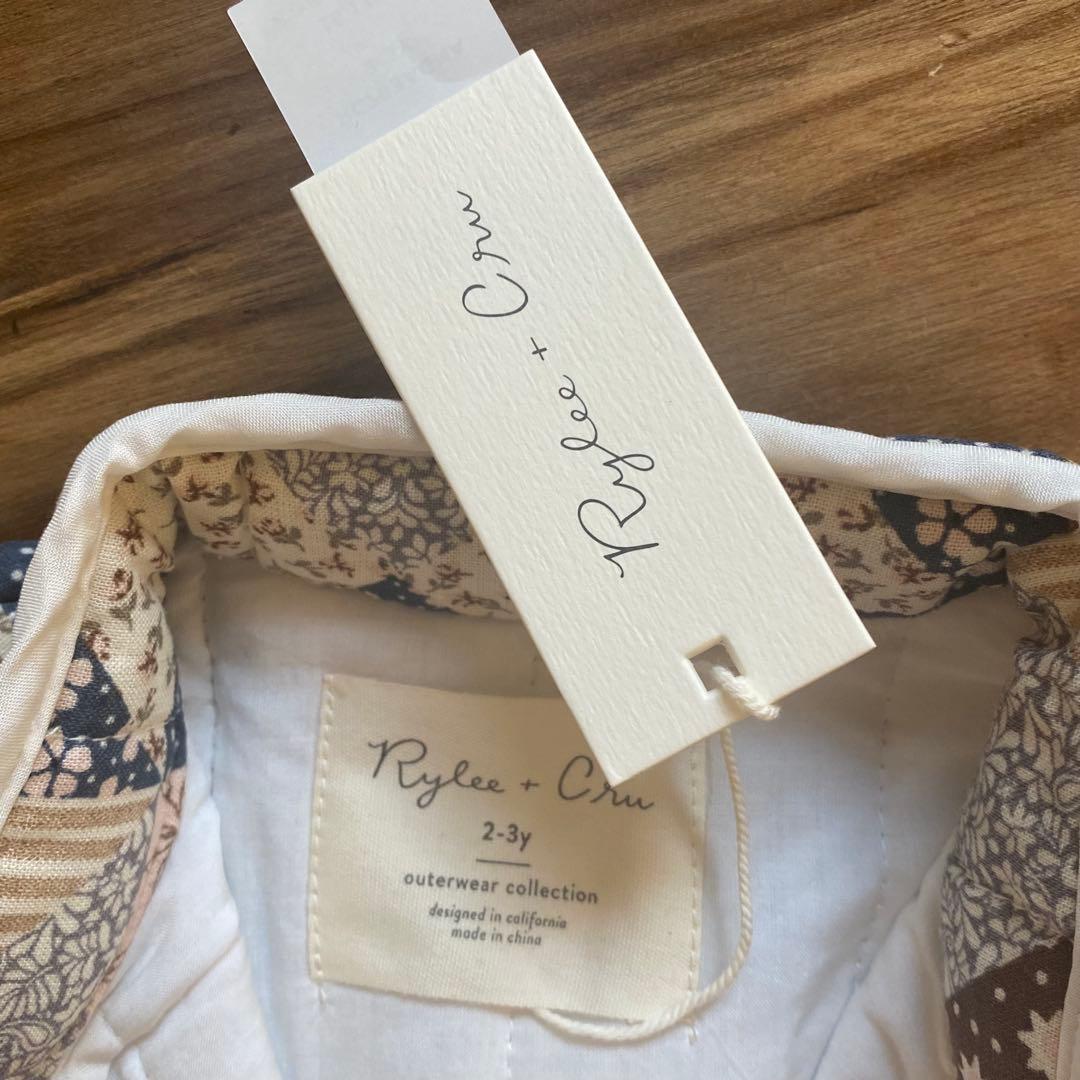 Rylee + Cru
Rylee + Cru
2-3y
outerwear collection
designed in california
made in china